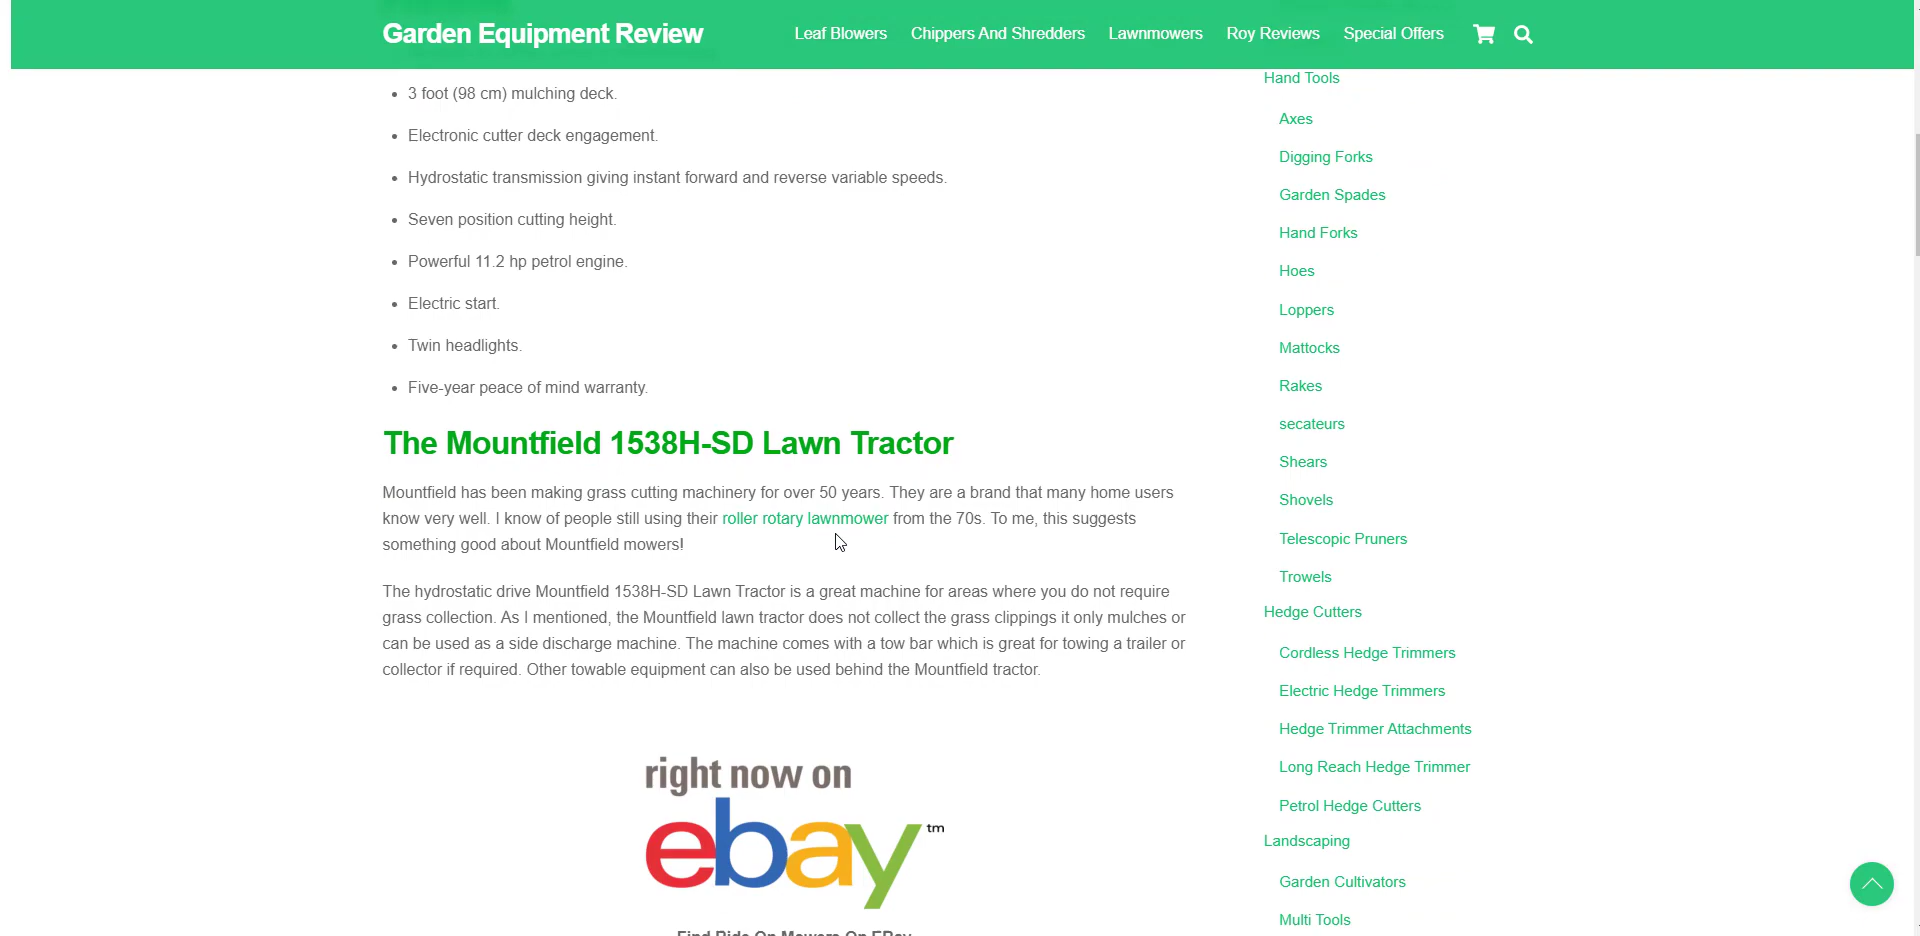 Garden Equipment Review
Leaf Blowers
Chippers And Shredders
Lawnmowers
Roy Reviews
Special Offers
3 foot (98 cm) mulching deck.
Electronic cutter deck engagement.
Hydrostatic transmission giving instant forward and reverse variable speeds.
Seven position cutting height.
Powerful 11.2 hp petrol engine.
Electric start.
Twin headlights.
Five-year peace of mind warranty.
The Mountfield 1538H-SD Lawn Tractor
Mountfield has been making grass cutting machinery for over 50 years. They are a brand that many home users
know very well. I know of people still using their roller rotary lawnmower from the 70s. To me, this suggests
something good about Mountfield mowers!
The hydrostatic drive Mountfield 1538H-SD Lawn Tractor is a great machine for areas where you do not require
grass collection. As I mentioned, the Mountfield lawn tractor does not collect the grass clippings it only mulches or
can be used as a side discharge machine. The machine comes with a tow bar which is great for towing a trailer or
collector if required. Other towable equipment can also be used behind the Mountfield tractor.
right now on
ebay™
Find Ride On Mowers On EBay
Hand Tools
Axes
Digging Forks
Garden Spades
Hand Forks
Hoes
Loppers
Mattocks
Rakes
secateurs
Shears
Shovels
Telescopic Pruners
Trowels
Hedge Cutters
Cordless Hedge Trimmers
Electric Hedge Trimmers
Hedge Trimmer Attachments
Long Reach Hedge Trimmer
Petrol Hedge Cutters
Landscaping
Garden Cultivators
Multi Tools